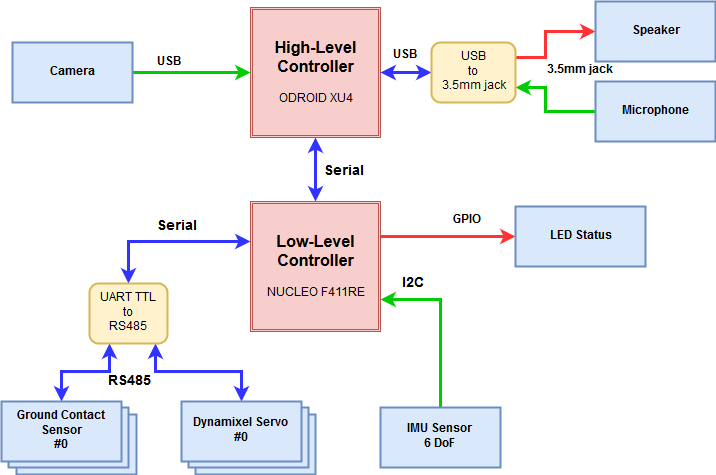 Camera
USB
High-Level
Controller
ODROID XU4
USB
USB
to
3.5mm jack
3.5mm jack
Speaker
Microphone
Serial
Serial
Low-Level
Controller
NUCLEO F411RE
GPIO
LED Status
I2C
UART TTL
to
RS485
RS485
Ground Contact
Sensor
#0
Dynamixel Servo
#0
IMU Sensor
6 DoF